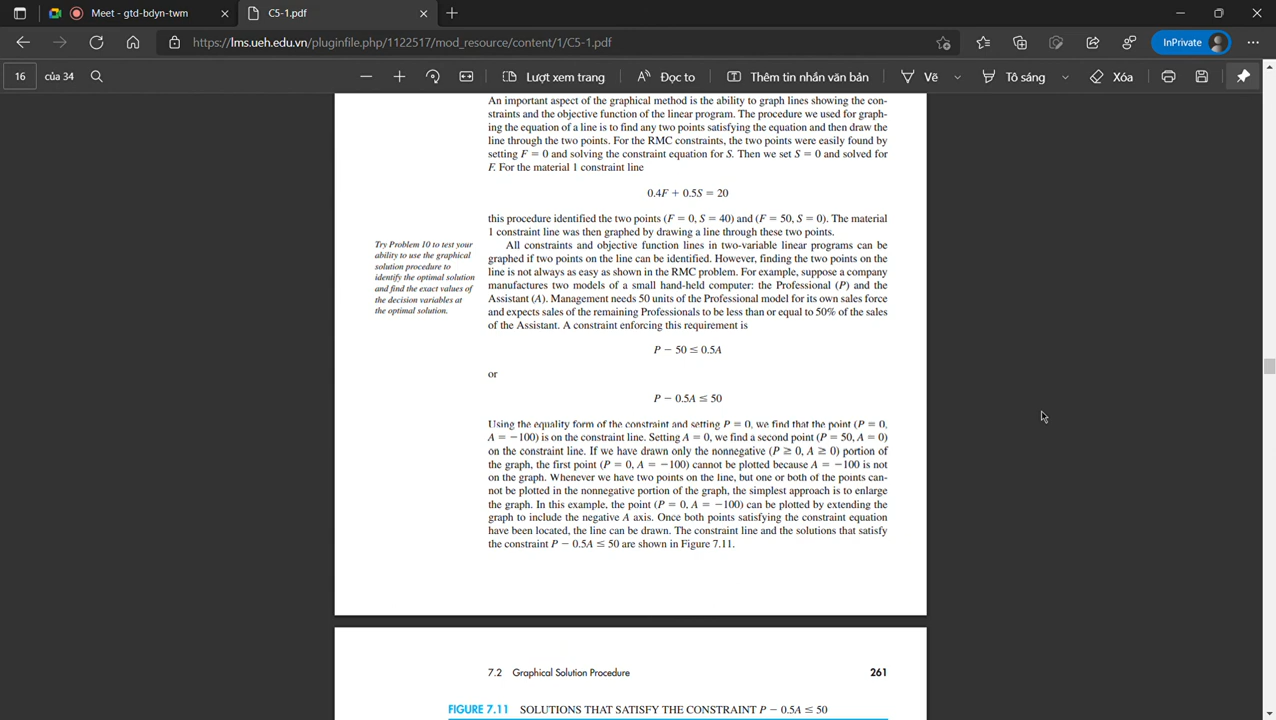 Meet - gtd-bdyn-twm
C5-1.pdf
https://lms.ueh.edu.vn/pluginfile.php/1122517/mod_resource/content/1/C5-1.pdf
InPrivate
16 của 34
Lượt xem trang
Đọc to
Thêm tin nhắn văn bản
Vẽ
Tô sáng
Xóa
An important aspect of the graphical method is the ability to graph lines showing the con-
straints and the objective function of the linear program. The procedure we used for graph-
ing the equation of a line is to find any two points satisfying the equation and then draw the
line through the two points. For the RMC constraints, the two points were easily found by
setting F = 0 and solving the constraint equation for S. Then we set S = 0 and solved for
F. For the material 1 constraint line
0.4F + 0.5S = 20
this procedure identified the two points (F = 0, S = 40) and (F = 50, S = 0). The material
1 constraint line was then graphed by drawing a line through these two points.
All constraints and objective function lines in two-variable linear programs can be
graphed if two points on the line can be identified. However, finding the two points on the
line is not always as easy as shown in the RMC problem. For example, suppose a company
manufactures two models of a small hand-held computer: the Professional (P) and the
Assistant (A). Management needs 50 units of the Professional model for its own sales force
and expects sales of the remaining Professionals to be less than or equal to 50% of the sales
of the Assistant. A constraint enforcing this requirement is
Try Problem 10 to test your
ability to use the graphical
solution procedure to
identify the optimal solution
and find the exact values of
the decision variables at
the optimal solution.
P − 50 ≤ 0.5A
or
P − 0.5A ≤ 50
Using the equality form of the constraint and setting P = 0, we find that the point (P = 0,
A = −100) is on the constraint line. Setting A = 0, we find a second point (P = 50, A = 0)
on the constraint line. If we have drawn only the nonnegative (P ≥ 0, A ≥ 0) portion of
the graph, the first point (P = 0, A = −100) cannot be plotted because A = −100 is not
on the graph. Whenever we have two points on the line, but one or both of the points can-
not be plotted in the nonnegative portion of the graph, the simplest approach is to enlarge
the graph. In this example, the point (P = 0, A = −100) can be plotted by extending the
graph to include the negative A axis. Once both points satisfying the constraint equation
have been located, the line can be drawn. The constraint line and the solutions that satisfy
the constraint P − 0.5A ≤ 50 are shown in Figure 7.11.
7.2 Graphical Solution Procedure 261
FIGURE 7.11 SOLUTIONS THAT SATISFY THE CONSTRAINT P − 0.5A ≤ 50